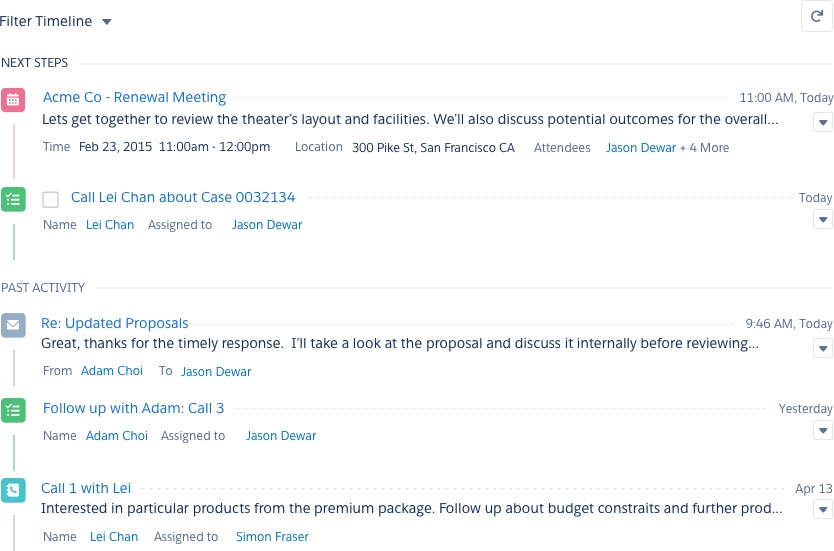 Filter Timeline
NEXT STEPS
Acme Co - Renewal Meeting 11:00 AM, Today
Lets get together to review the theater's layout and facilities. We'll also discuss potential outcomes for the overall...
Time Feb 23, 2015 11:00am - 12:00pm Location 300 Pike St, San Francisco CA Attendees Jason Dewar + 4 More
Call Lei Chan about Case 0032134 Today
Name Lei Chan Assigned to Jason Dewar
PAST ACTIVITY
Re: Updated Proposals 9:46 AM, Today
Great, thanks for the timely response. I'll take a look at the proposal and discuss it internally before reviewing...
From Adam Choi To Jason Dewar
Follow up with Adam: Call 3 Yesterday
Name Adam Choi Assigned to Jason Dewar
Call 1 with Lei Apr 13
Interested in particular products from the premium package. Follow up about budget constraits and further prod...
Name Lei Chan Assigned to Simon Fraser